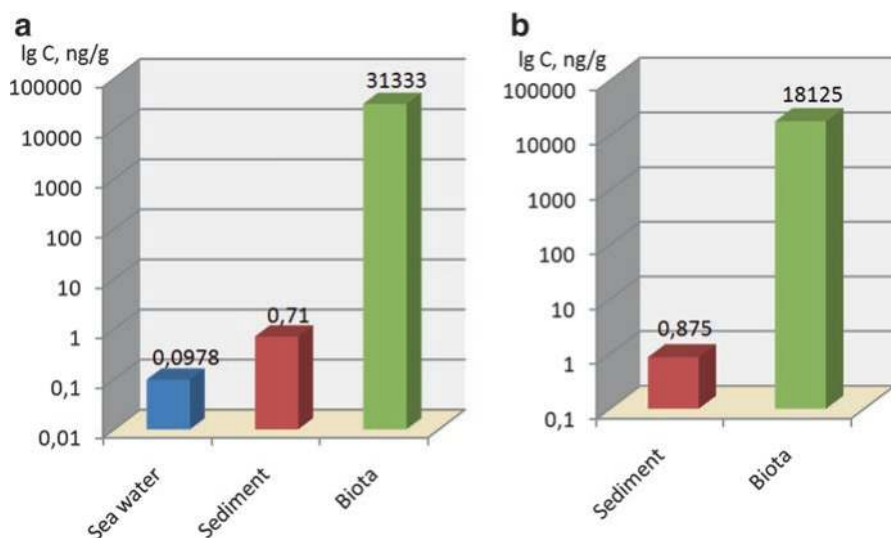 a
lg C, ng/g
100000
10000
1000
100
10
1
0,1
0,01
31333
0,71
0,0978
Sea water
Sediment
Biota
b
lg C, ng/g
100000
10000
1000
100
10
1
0,1
18125
0,875
Sediment
Biota